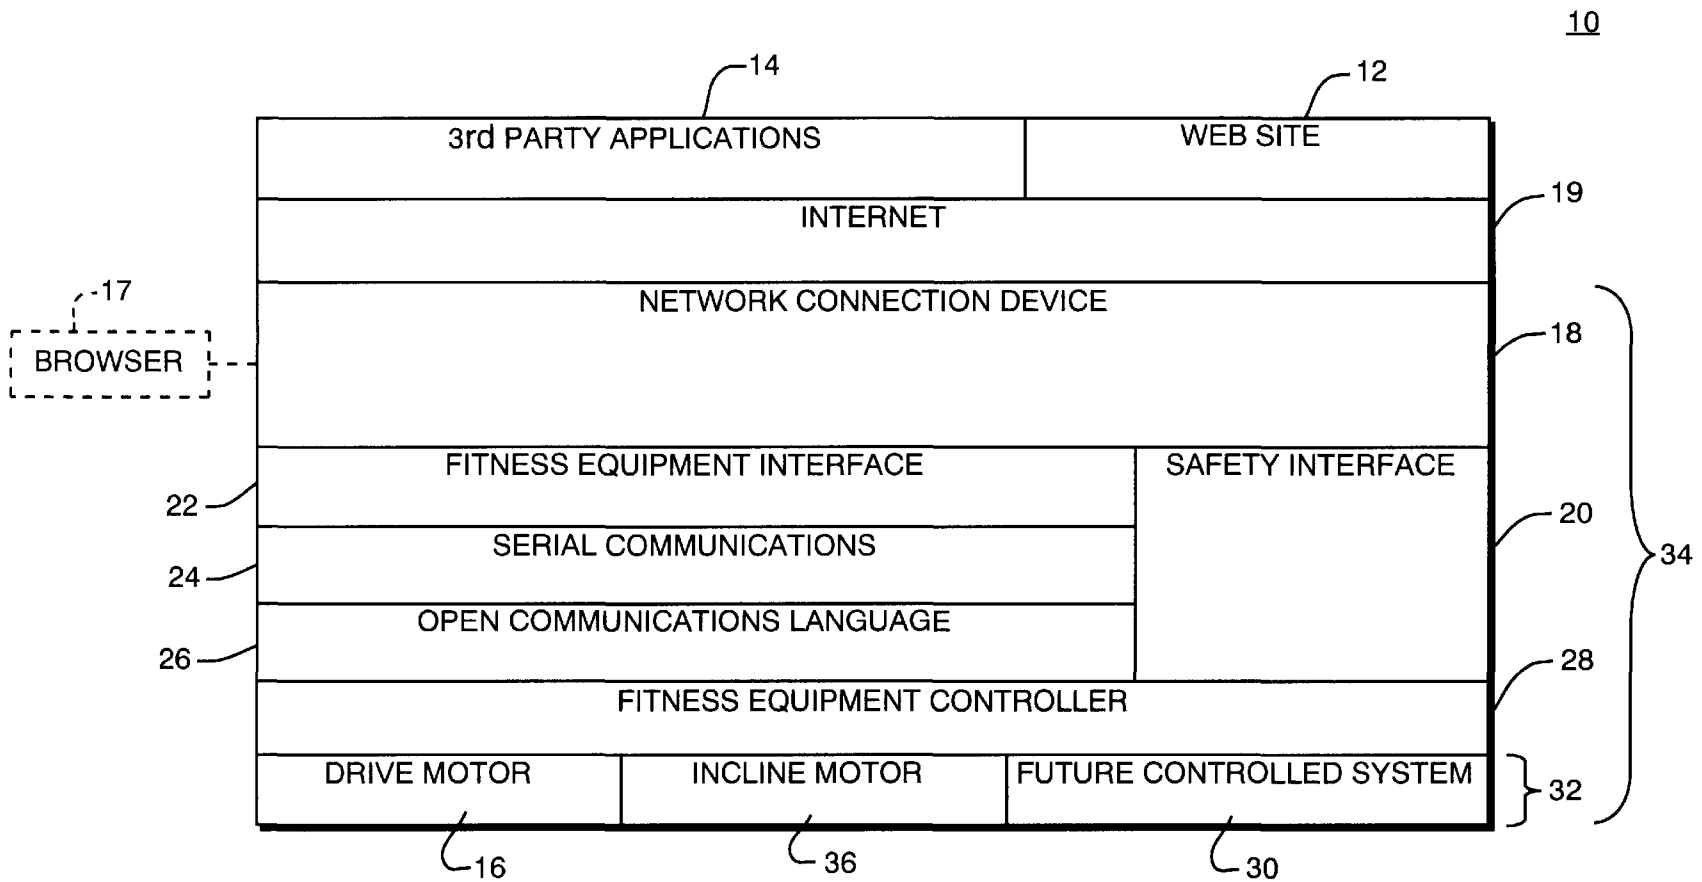 10
14
12
3rd PARTY APPLICATIONS
WEB SITE
19
INTERNET
17
NETWORK CONNECTION DEVICE
18
BROWSER
FITNESS EQUIPMENT INTERFACE
SAFETY INTERFACE
22
20
SERIAL COMMUNICATIONS
34
24
OPEN COMMUNICATIONS LANGUAGE
26
28
FITNESS EQUIPMENT CONTROLLER
DRIVE MOTOR
INCLINE MOTOR
FUTURE CONTROLLED SYSTEM
32
16
36
30